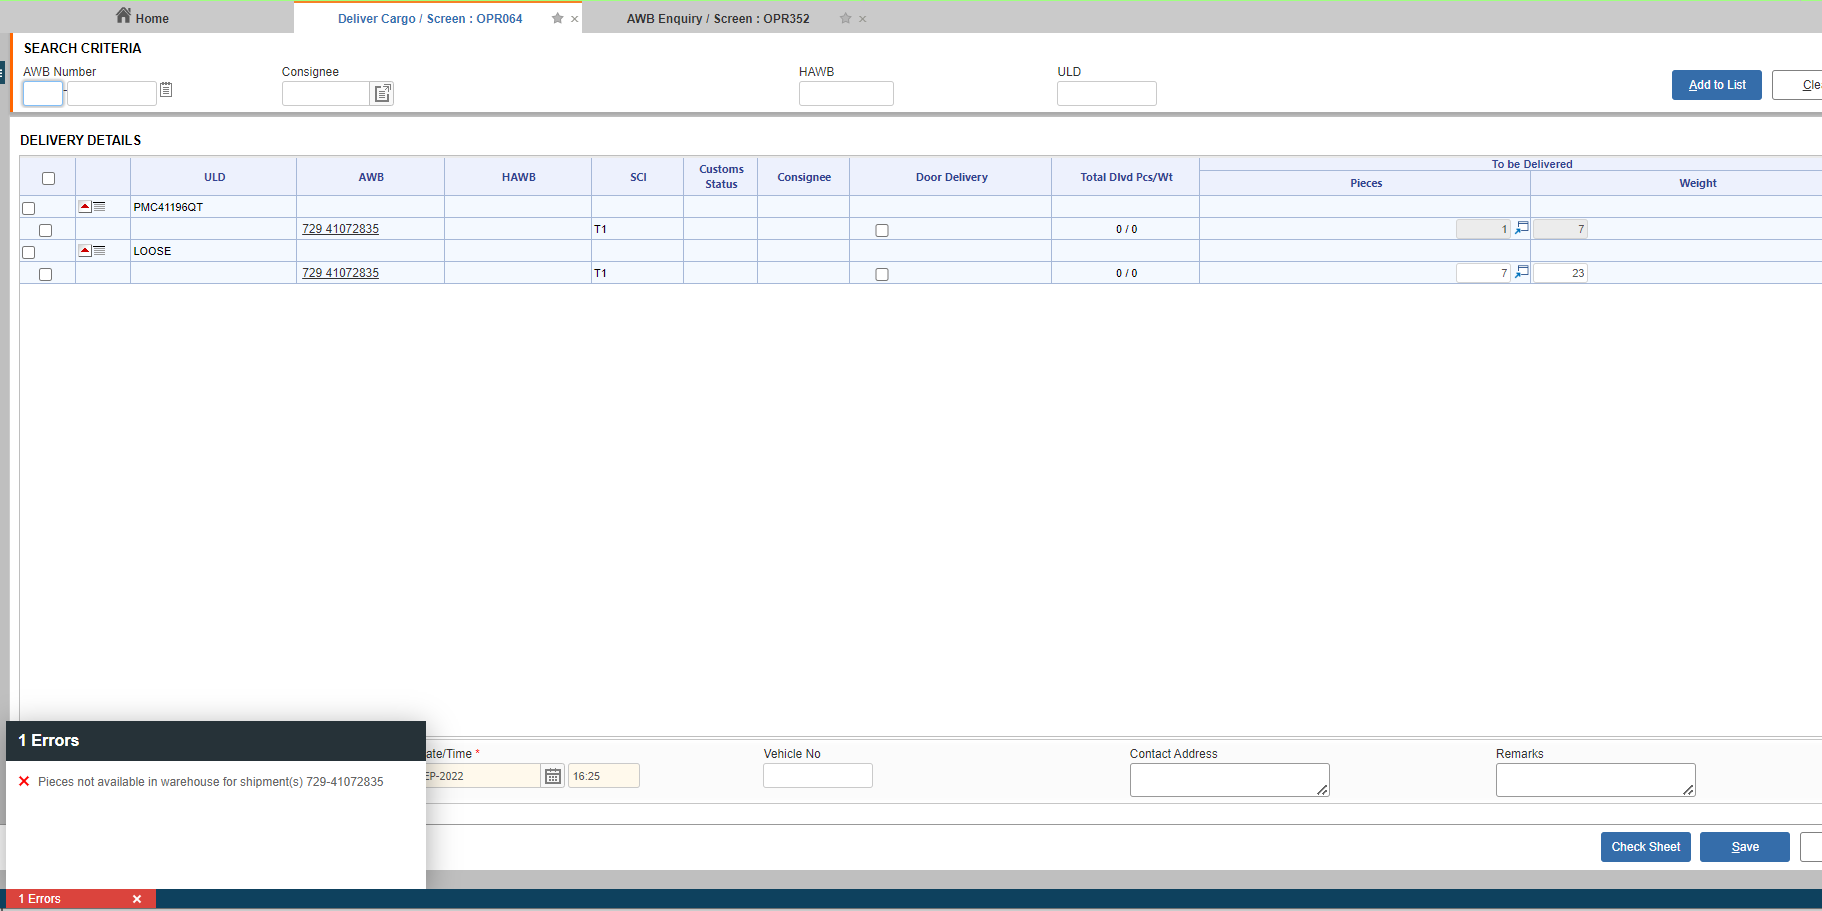 Home
Deliver Cargo / Screen : OPR064
AWB Enquiry / Screen : OPR352
SEARCH CRITERIA
AWB Number Consignee HAWB ULD
-
Add to List Clea
DELIVERY DETAILS
ULD AWB HAWB SCI Customs Status Consignee Door Delivery Total Dlvd Pcs/Wt To be Delivered
Pieces Weight
PMC41196QT
729 41072835 T1 0 / 0 1 7
LOOSE
729 41072835 T1 0 / 0 7 23
1 Errors
Pieces not available in warehouse for shipment(s) 729-41072835
ate/Time * Vehicle No Contact Address Remarks
EP-2022 16:25
Check Sheet Save
1 Errors